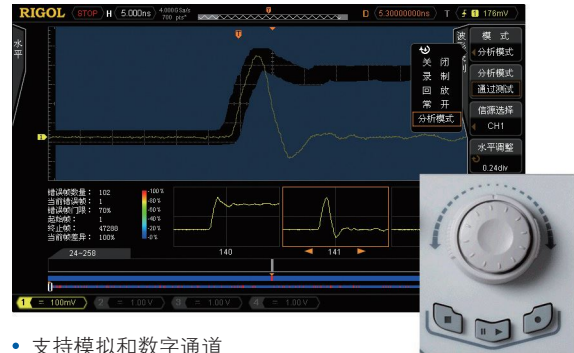 RIGOL STOP H 5.000ns 4.000GSa/s 700 pts D 5.30000000ns T 1 176mV
水平
模 式
分析模式
分析模式
通过测试
信源选择
CH1
水平调整
0.24div
关 闭
录 制
回 放
常 开
分析模式
错误帧数量: 102
当前错误帧: 1
错误帧门限: 70%
起始帧: 1
终止帧: 47288
当前帧差异: 100%
100%
80%
60%
40%
20%
0%
24-258 140 141
1 = 100mV 2 = 1.00 V 3 = 1.00 V 4 = 1.00 V
• 支持模拟和数字通道